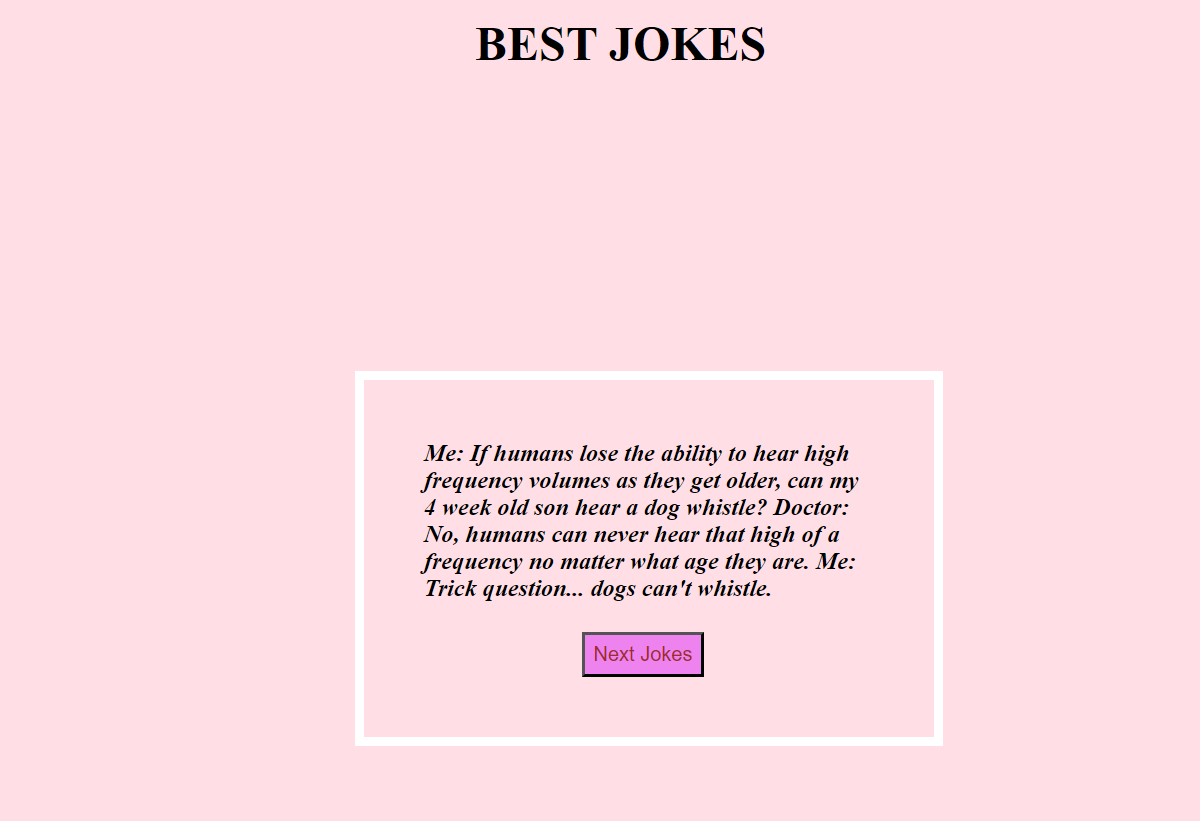 BEST JOKES
Me: If humans lose the ability to hear high
frequency volumes as they get older, can my
4 week old son hear a dog whistle? Doctor:
No, humans can never hear that high of a
frequency no matter what age they are. Me:
Trick question... dogs can't whistle.
Next Jokes